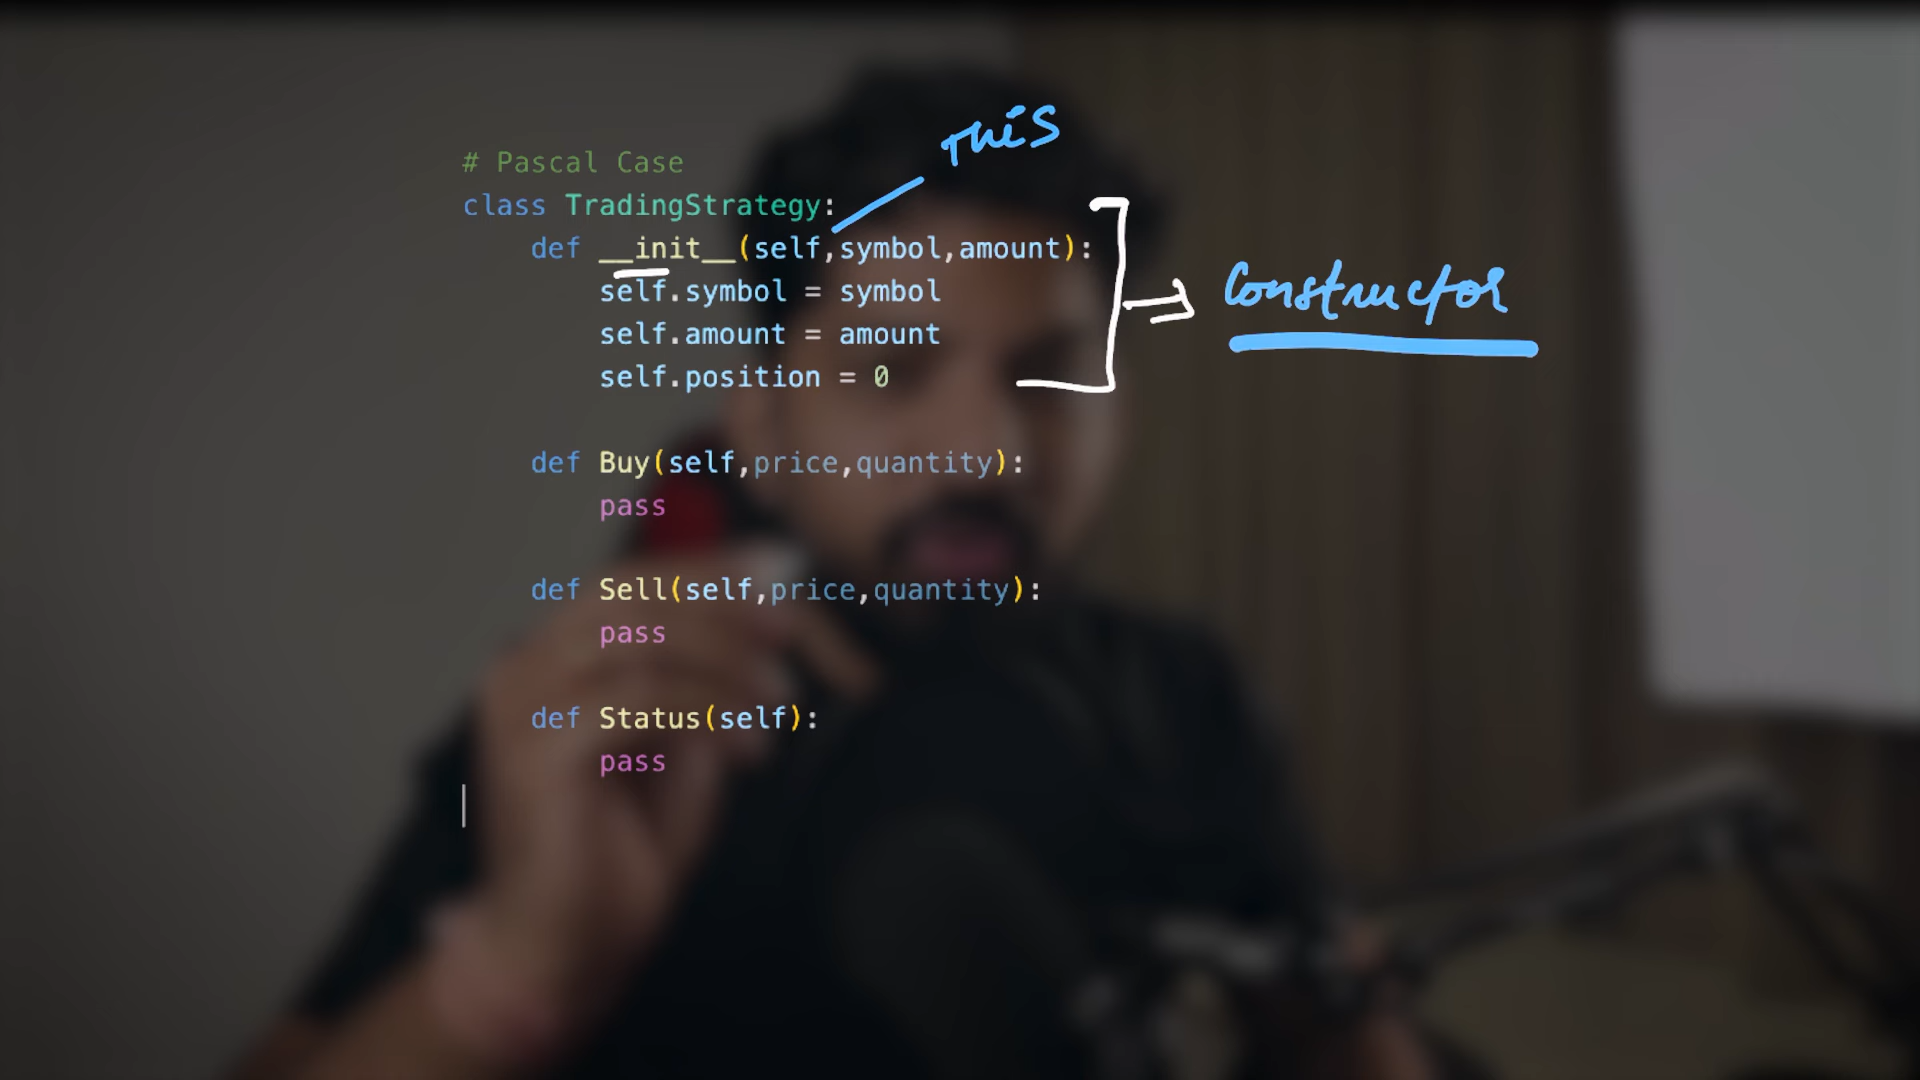 THiS
# Pascal Case
class TradingStrategy:
def __init__(self,symbol,amount):
self.symbol = symbol
self.amount = amount
self.position = 0
Constructor
def Buy(self,price,quantity):
pass
def Sell(self,price,quantity):
pass
def Status(self):
pass